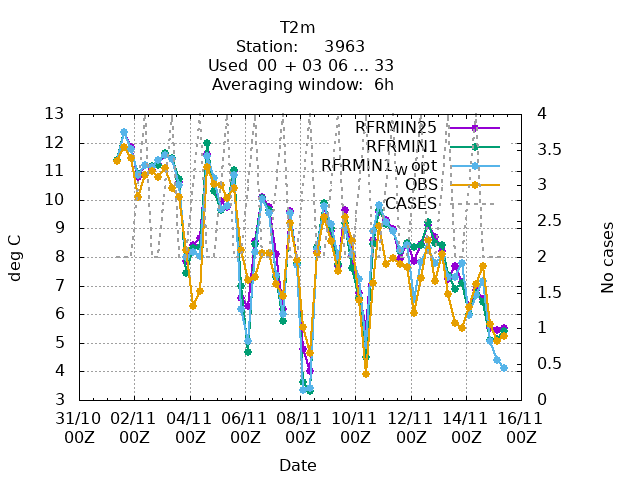 T2m
Station: 3963
Used 00 + 03 06 ... 33
Averaging window: 6h
RFRMIN25
RFRMIN1
RFRMIN1_w_opt
OBS
CASES
deg C
13
12
11
10
9
8
7
6
5
4
3
No cases
4
3.5
3
2.5
2
1.5
1
0.5
0
31/10 02/11 04/11 06/11 08/11 10/11 12/11 14/11 16/11
00Z 00Z 00Z 00Z 00Z 00Z 00Z 00Z 00Z
Date